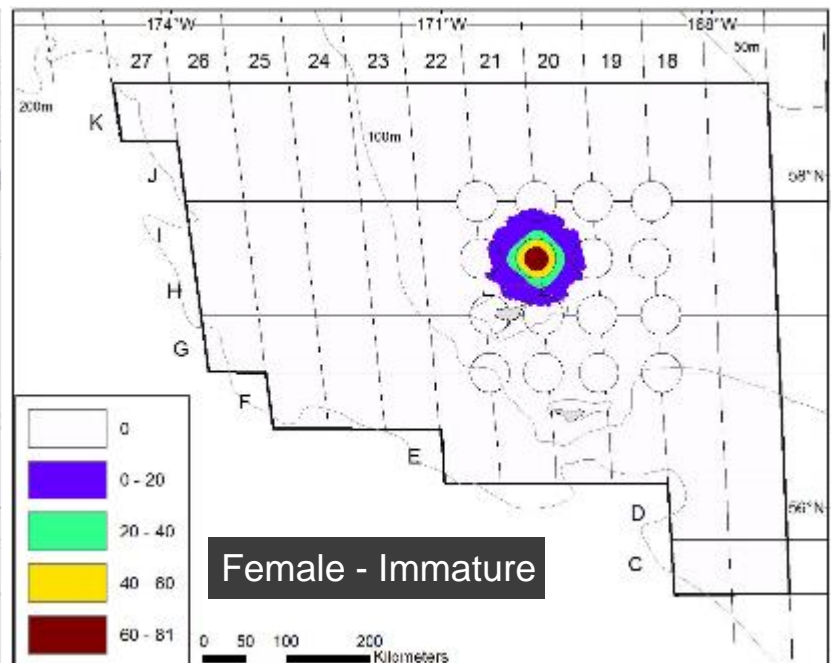 174°W 171°W 168°W
50m
27 26 25 24 23 22 21 20 19 18
200m
K
100m
J
58°N
I
H
G
F
E
D
56°N
C
0
0 - 20
20 - 40
40 60
60 - 81
Female - Immature
0 50 100 200
Kilometers